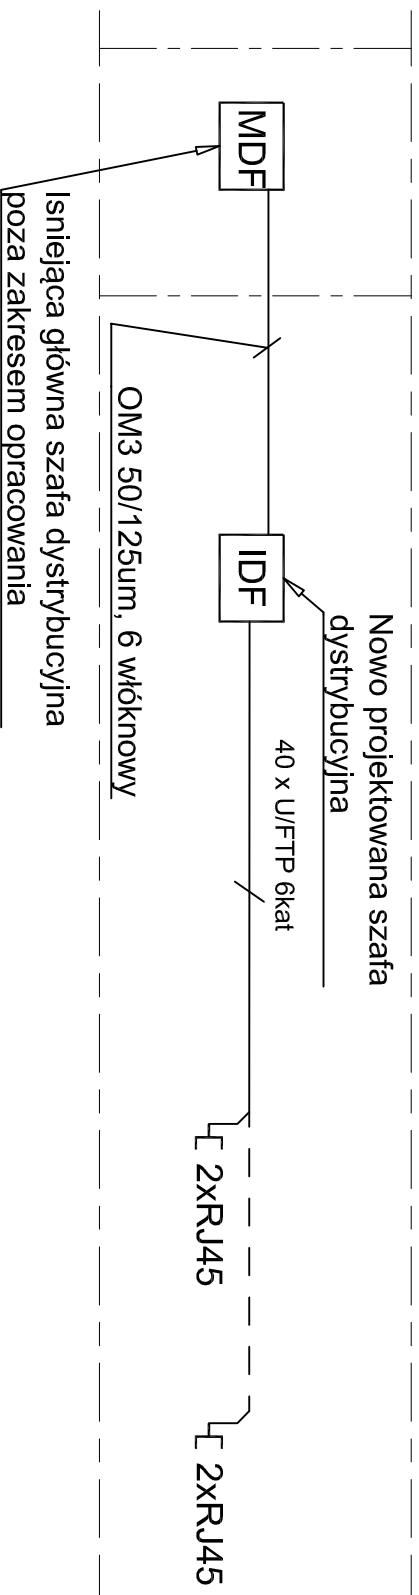 MDF
Isniejąca główna szafa dystrybucyjna
poza zakresem opracowania
OM3 50/125um, 6 włóknowy
IDF
Nowo projektowana szafa
dystrybucyjna
40 x U/FTP 6kat
2xRJ45
2xRJ45